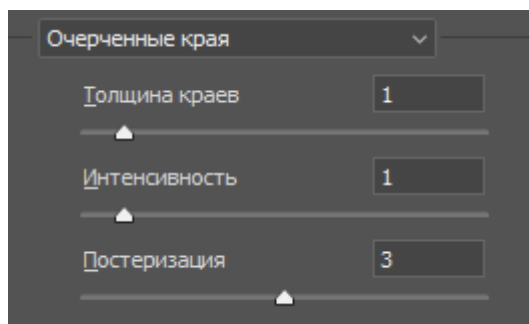 Очерченные края
Толщина краев 1
Интенсивность 1
Постеризация 3